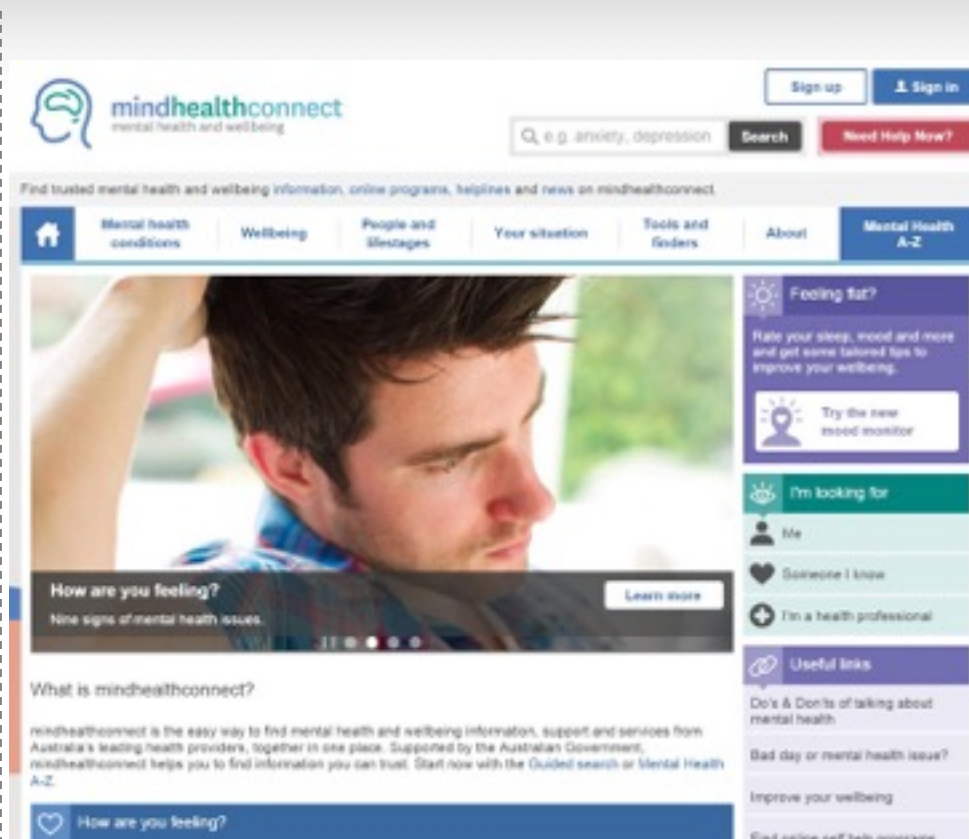 mindhealthconnect
mental health and wellbeing
Sign up
Sign in
e.g. anxiety, depression
Search
Need Help Now?
Find trusted mental health and wellbeing information, online programs, helplines and news on mindhealthconnect.
Mental health
conditions
Wellbeing
People and
lifestages
Your situation
Tools and
finders
About
Mental Health
A-Z
How are you feeling?
Nine signs of mental health issues.
Learn more
Feeling flat?
Rate your sleep, mood and more
and get some tailored tips to
improve your wellbeing.
Try the new
mood monitor
I'm looking for
Me
Someone I know
I'm a health professional
Useful links
Do's & Don'ts of talking about
mental health
Bad day or mental health issue?
Improve your wellbeing
Find online self help programs
What is mindhealthconnect?
mindhealthconnect is the easy way to find mental health and wellbeing information, support and services from
Australia's leading health providers, together in one place. Supported by the Australian Government,
mindhealthconnect helps you to find information you can trust. Start now with the Guided search or Mental Health
A-Z.
How are you feeling?